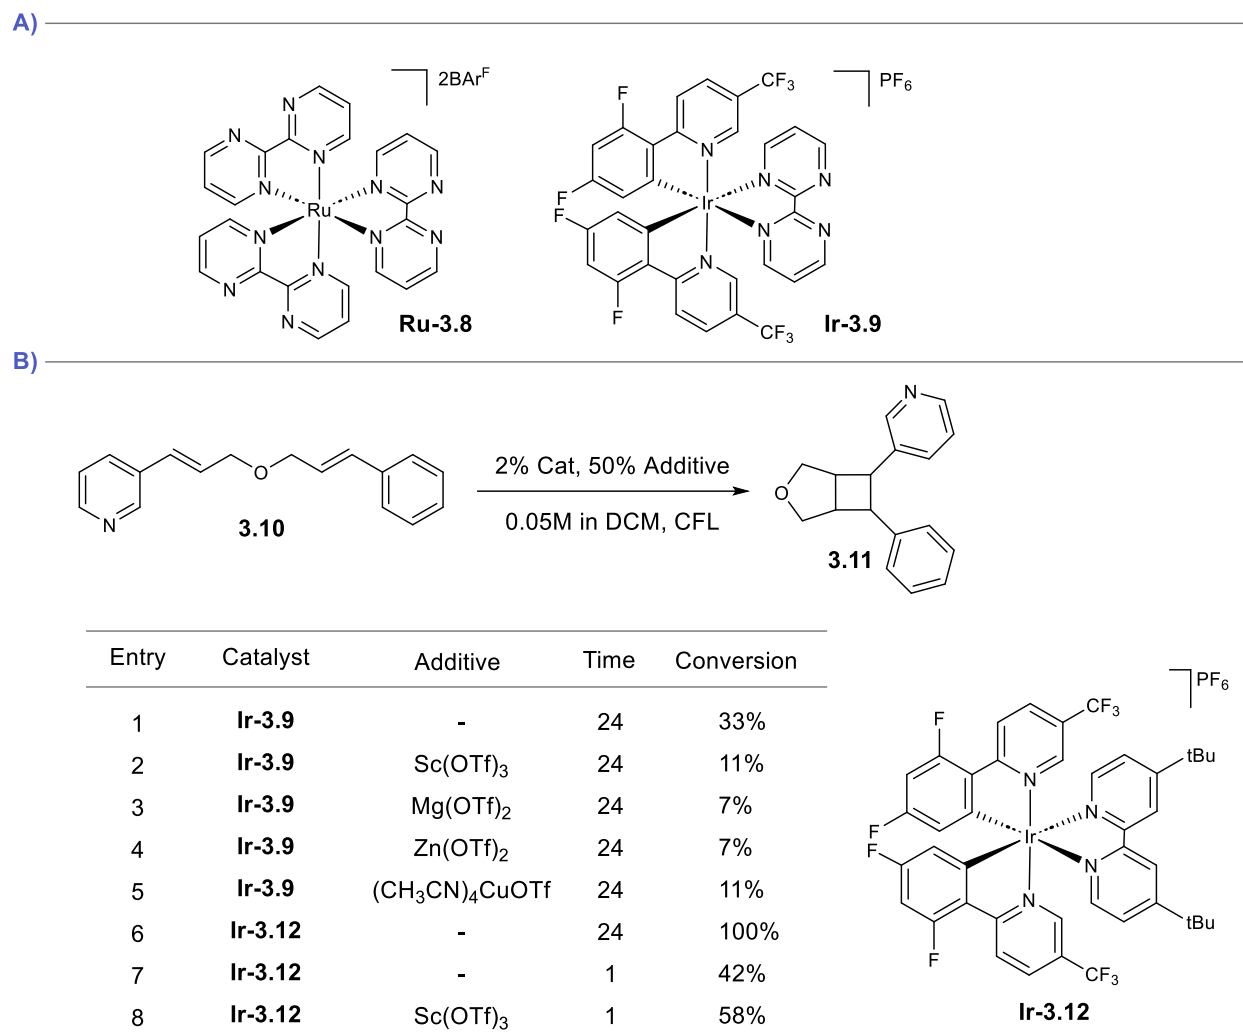 A)
2BArF
N
N
N
N
N
N
N
N
N
N
N
N
Ru
Ru-3.8
PF6
CF3
F
F
F
F
N
N
N
N
N
N
Ir
CF3
Ir-3.9
B)
N
O
3.10
2% Cat, 50% Additive
0.05M in DCM, CFL
N
O
3.11
Entry Catalyst Additive Time Conversion
1 Ir-3.9 - 24 33%
2 Ir-3.9 Sc(OTf)3 24 11%
3 Ir-3.9 Mg(OTf)2 24 7%
4 Ir-3.9 Zn(OTf)2 24 7%
5 Ir-3.9 (CH3CN)4CuOTf 24 11%
6 Ir-3.12 - 24 100%
7 Ir-3.12 - 1 42%
8 Ir-3.12 Sc(OTf)3 1 58%
PF6
CF3
F
tBu
N
N
F
F
Ir
N
N
tBu
F
CF3
Ir-3.12